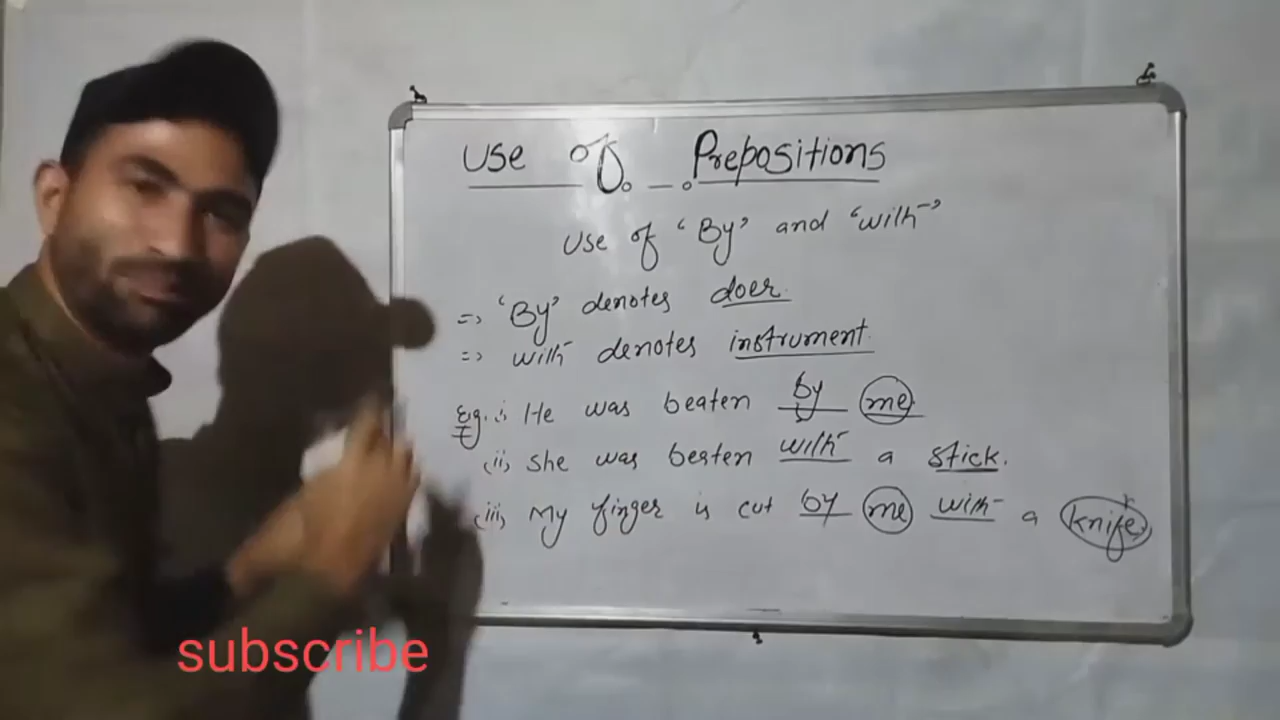 Use of Prepositions
Use of 'By' and 'with'
=> 'By' denotes doer.
=> with denotes instrument.
Eg. i, He was beaten by me
(ii, She was beaten with a stick.
(iii, My finger is cut by me with a knife.
subscribe